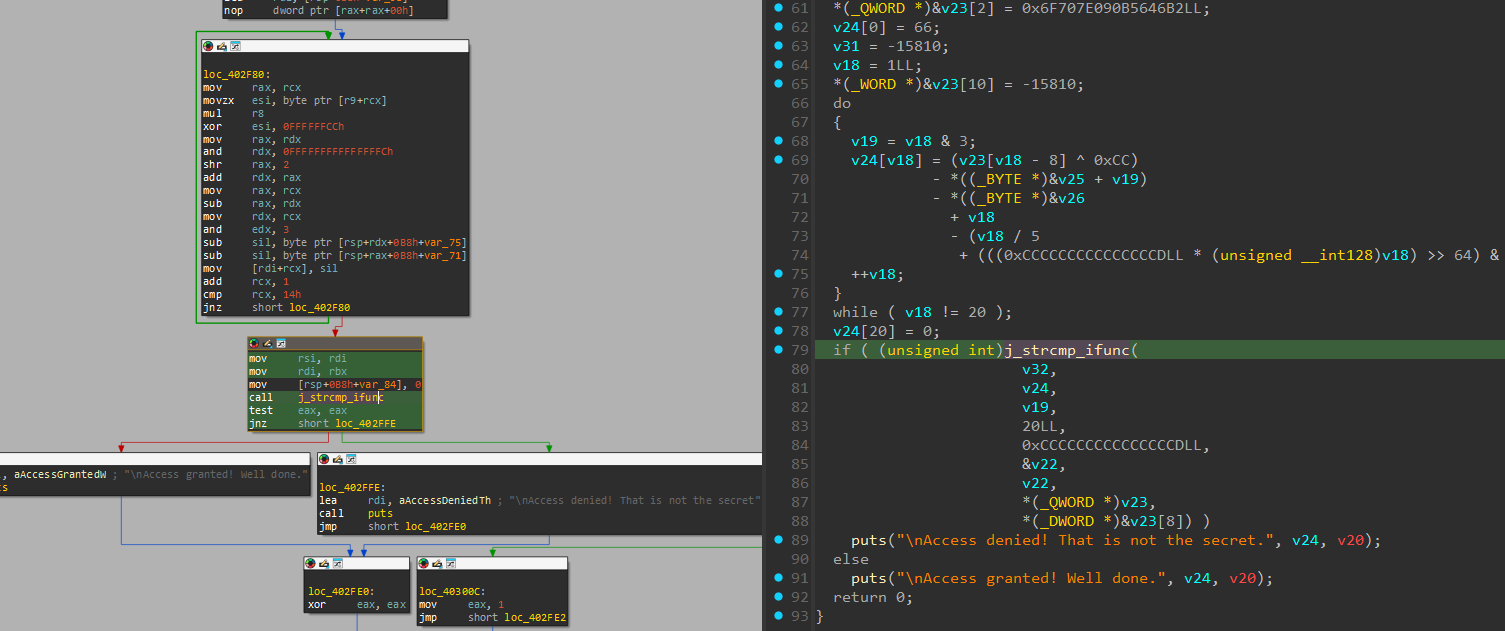 nop dword ptr [rax+rax+00h]
loc_402F80:
mov rax, rcx
movzx esi, byte ptr [r9+rcx]
mul r8
xor esi, 0FFFFFFCCh
mov rax, rdx
and rdx, 0FFFFFFFFFFFFFFFCh
shr rax, 2
add rdx, rax
mov rax, rcx
sub rax, rdx
mov rdx, rcx
and edx, 3
sub sil, byte ptr [rsp+rdx+0B8h+var_75]
sub sil, byte ptr [rsp+rax+0B8h+var_71]
mov [rdi+rcx], sil
add rcx, 1
cmp rcx, 14h
jnz short loc_402F80
mov rsi, rdi
mov rdi, rbx
mov [rsp+0B8h+var_84], 0
call j_strcmp_ifunc
test eax, eax
jnz short loc_402FFE
, aAccessGrantedW ; "\nAccess granted! Well done."
s
loc_402FFE:
lea rdi, aAccessDeniedTh ; "\nAccess denied! That is not the secret"
call puts
jmp short loc_402FE0
loc_402FE0:
xor eax, eax
loc_40300C:
mov eax, 1
jmp short loc_402FE2
61 *(_QWORD *)&v23[2] = 0x6F707E090B5646B2LL;
62 v24[0] = 66;
63 v31 = -15810;
64 v18 = 1LL;
65 *(_WORD *)&v23[10] = -15810;
66 do
67 {
68 v19 = v18 & 3;
69 v24[v18] = (v23[v18 - 8] ^ 0xCC)
70 - *((_BYTE *)&v25 + v19)
71 - *((_BYTE *)&v26
72 + v18
73 - (v18 / 5
74 + (((0xCCCCCCCCCCCCCCCDLL * (unsigned __int128)v18) >> 64) &
75 ++v18;
76 }
77 while ( v18 != 20 );
78 v24[20] = 0;
79 if ( (unsigned int)j_strcmp_ifunc(
80 v32,
81 v24,
82 v19,
83 20LL,
84 0xCCCCCCCCCCCCCCCDLL,
85 &v22,
86 v22,
87 *(_QWORD *)v23,
88 *(_DWORD *)&v23[8]) )
89 puts("\nAccess denied! That is not the secret.", v24, v20);
90 else
91 puts("\nAccess granted! Well done.", v24, v20);
92 return 0;
93 }